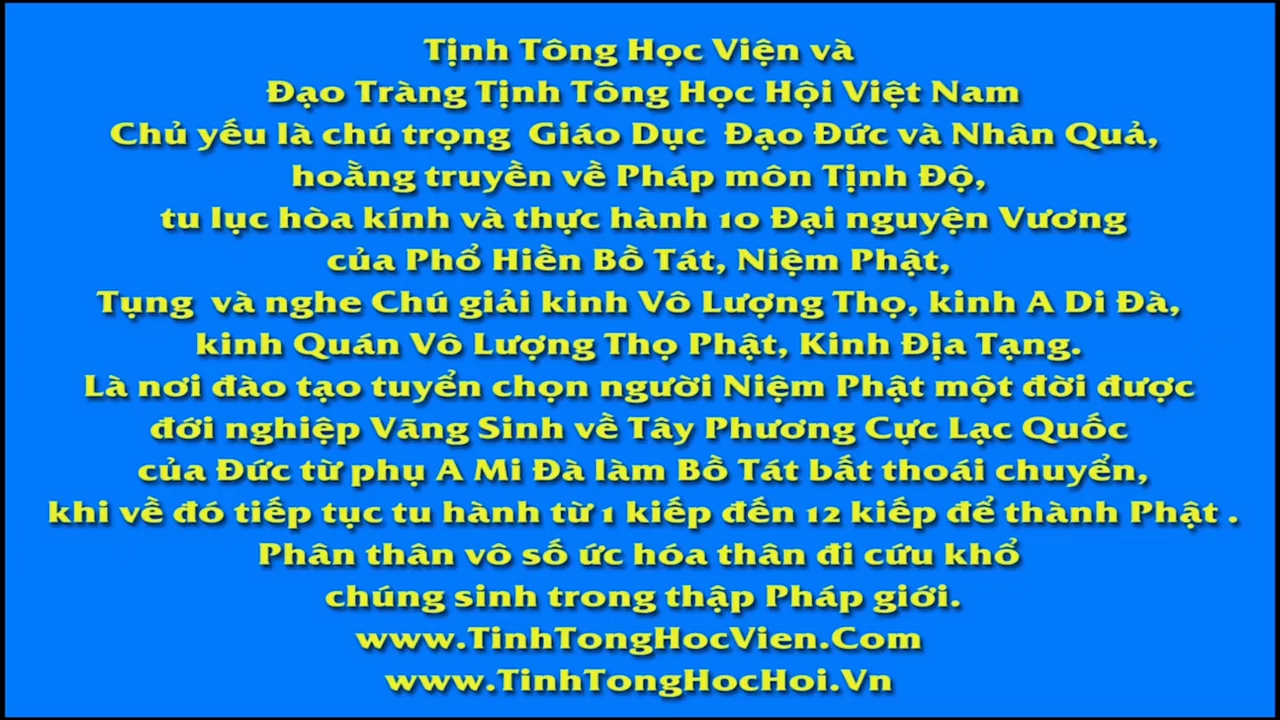 Tịnh Tông Học Viện và
Đạo Tràng Tịnh Tông Học Hội Việt Nam
Chủ yếu là chú trọng  Giáo Dục  Đạo Đức và Nhân Quả,
hoằng truyền về Pháp môn Tịnh Độ,
tu lục hòa kính và thực hành 10 Đại nguyện Vương
của Phổ Hiền Bồ Tát, Niệm Phật,
Tụng  và nghe Chú giải kinh Vô Lượng Thọ, kinh A Di Đà,
kinh Quán Vô Lượng Thọ Phật, Kinh Địa Tạng.
Là nơi đào tạo tuyển chọn người Niệm Phật một đời được
đới nghiệp Vãng Sinh về Tây Phương Cực Lạc Quốc
của Đức từ phụ A Mi Đà làm Bồ Tát bất thoái chuyển,
khi về đó tiếp tục tu hành từ 1 kiếp đến 12 kiếp để thành Phật .
Phân thân vô số ức hóa thân đi cứu khổ
chúng sinh trong thập Pháp giới.
www.TinhTongHocVien.Com
www.TinhTongHocHoi.Vn